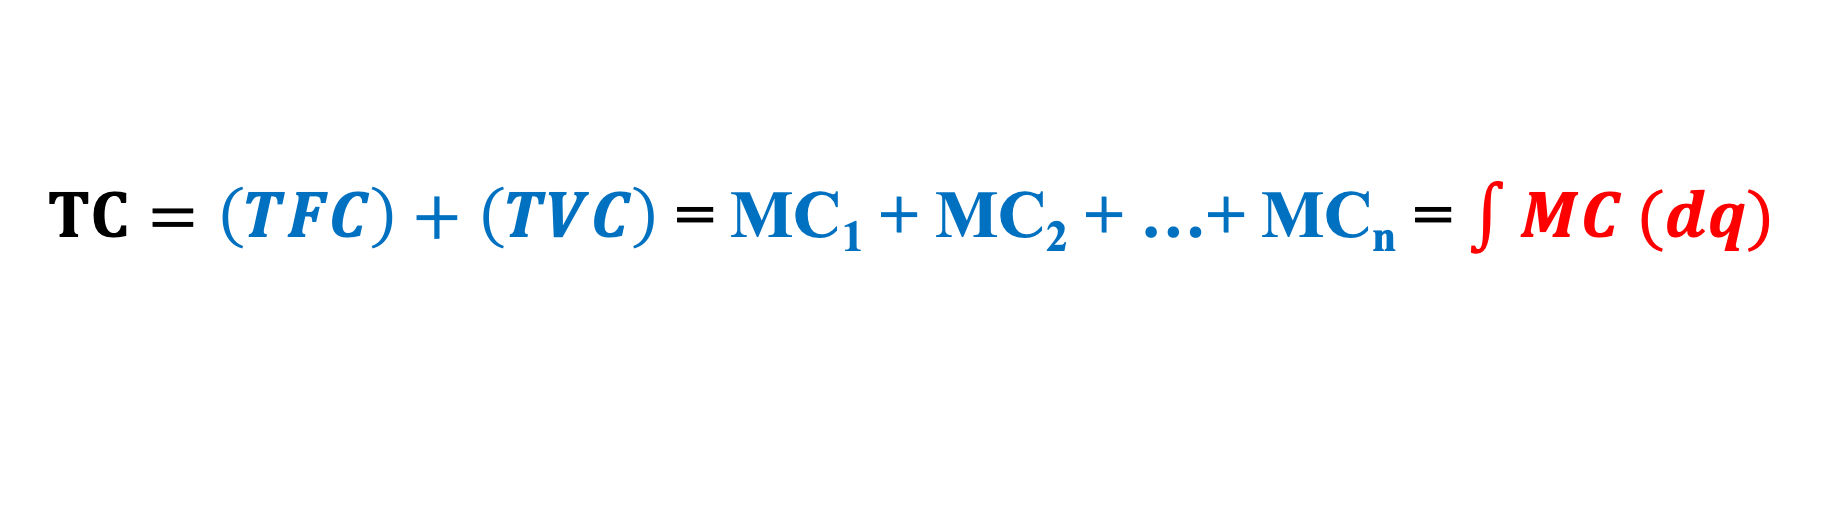 TC = (TFC) + (TVC) = MC₁ + MC₂ + …+ MCₙ = ∫ MC (dq)